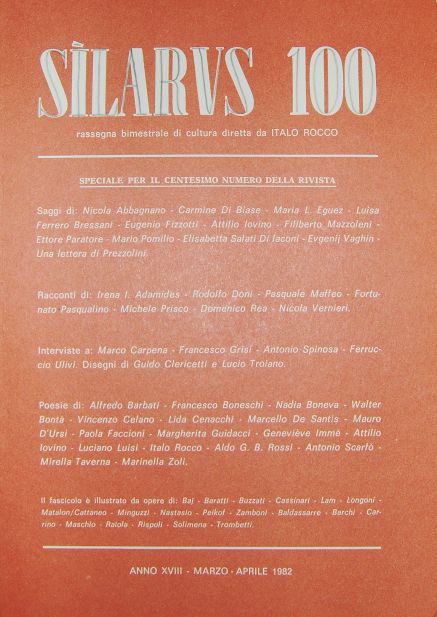 SÌLARVS 100
rassegna bimestrale di cultura diretta da ITALO ROCCO
SPECIALE PER IL CENTESIMO NUMERO DELLA RIVISTA
Saggi di: Nicola Abbagnano - Carmine Di Biase - Maria L. Eguez - Luisa
Ferrero Bressani - Eugenio Fizzotti - Attilio Iovino - Filiberto Mazzoleni -
Ettore Paratore - Mario Pomilio - Elisabetta Salati Di Iaconi - Evgenij Vaghin -
Una lettera di Prezzolini.
Racconti di: Irena I. Adamides - Rodolfo Doni - Pasquale Maffeo - Fortu-
nato Pasqualino - Michele Prisco - Domenico Rea - Nicola Vernieri.
Interviste a: Marco Carpena - Francesco Grisi - Antonio Spinosa - Ferruc-
cio Ulivi. Disegni di Guido Clericetti e Lucio Troiano.
Poesie di: Alfredo Barbati - Francesco Boneschi - Nadia Boneva - Walter
Bontà - Vincenzo Celano - Lida Cenacchi - Marcello De Santis - Mauro
D'Ursi - Paola Faccioni - Margherita Guidacci - Geneviève Immè - Attilio
Iovino - Luciano Luisi - Italo Rocco - Aldo G. B. Rossi - Antonio Scarfò -
Mirella Taverna - Marinella Zoli.
Il fascicolo è illustrato da opere di: Baj - Baratti - Buzzati - Cassinari - Lam - Longoni -
Matalon/Cattaneo - Minguzzi - Nastasio - Peikof - Zamboni - Baldassarre - Barchi - Car-
rino - Maschio - Raiola - Rispoli - Solimena - Trombetti.
ANNO XVIII - MARZO - APRILE 1982